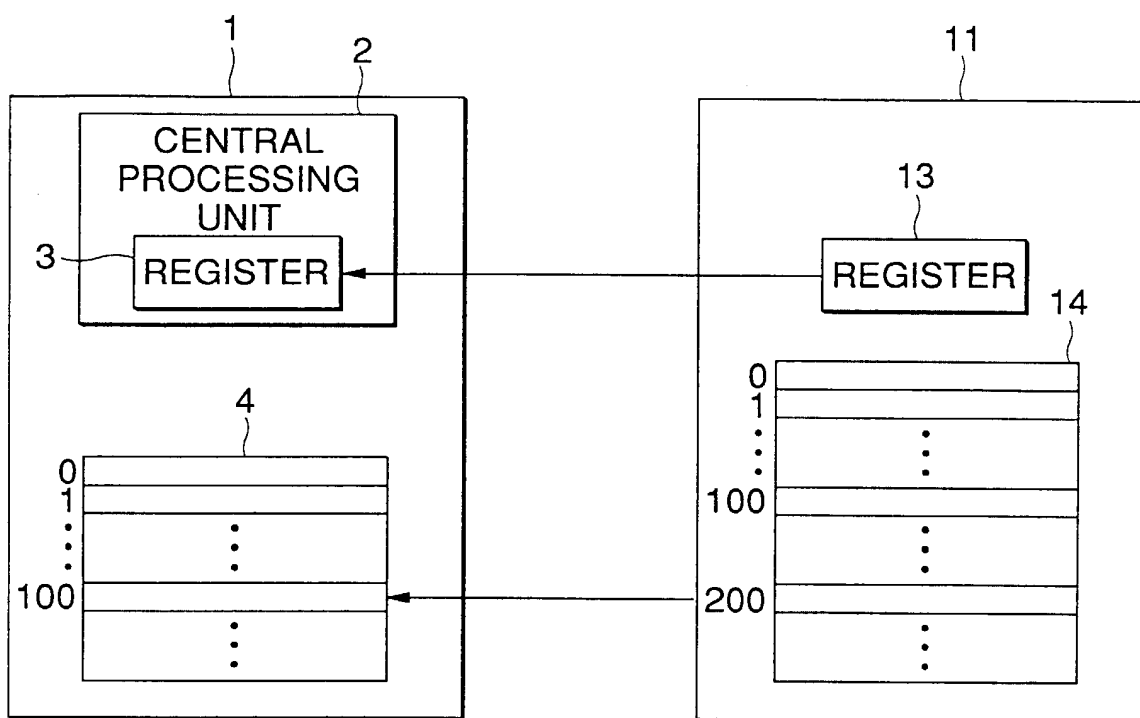 1
2
CENTRAL
PROCESSING
UNIT
3
REGISTER
4
0
1
100
11
13
REGISTER
14
0
1
100
200